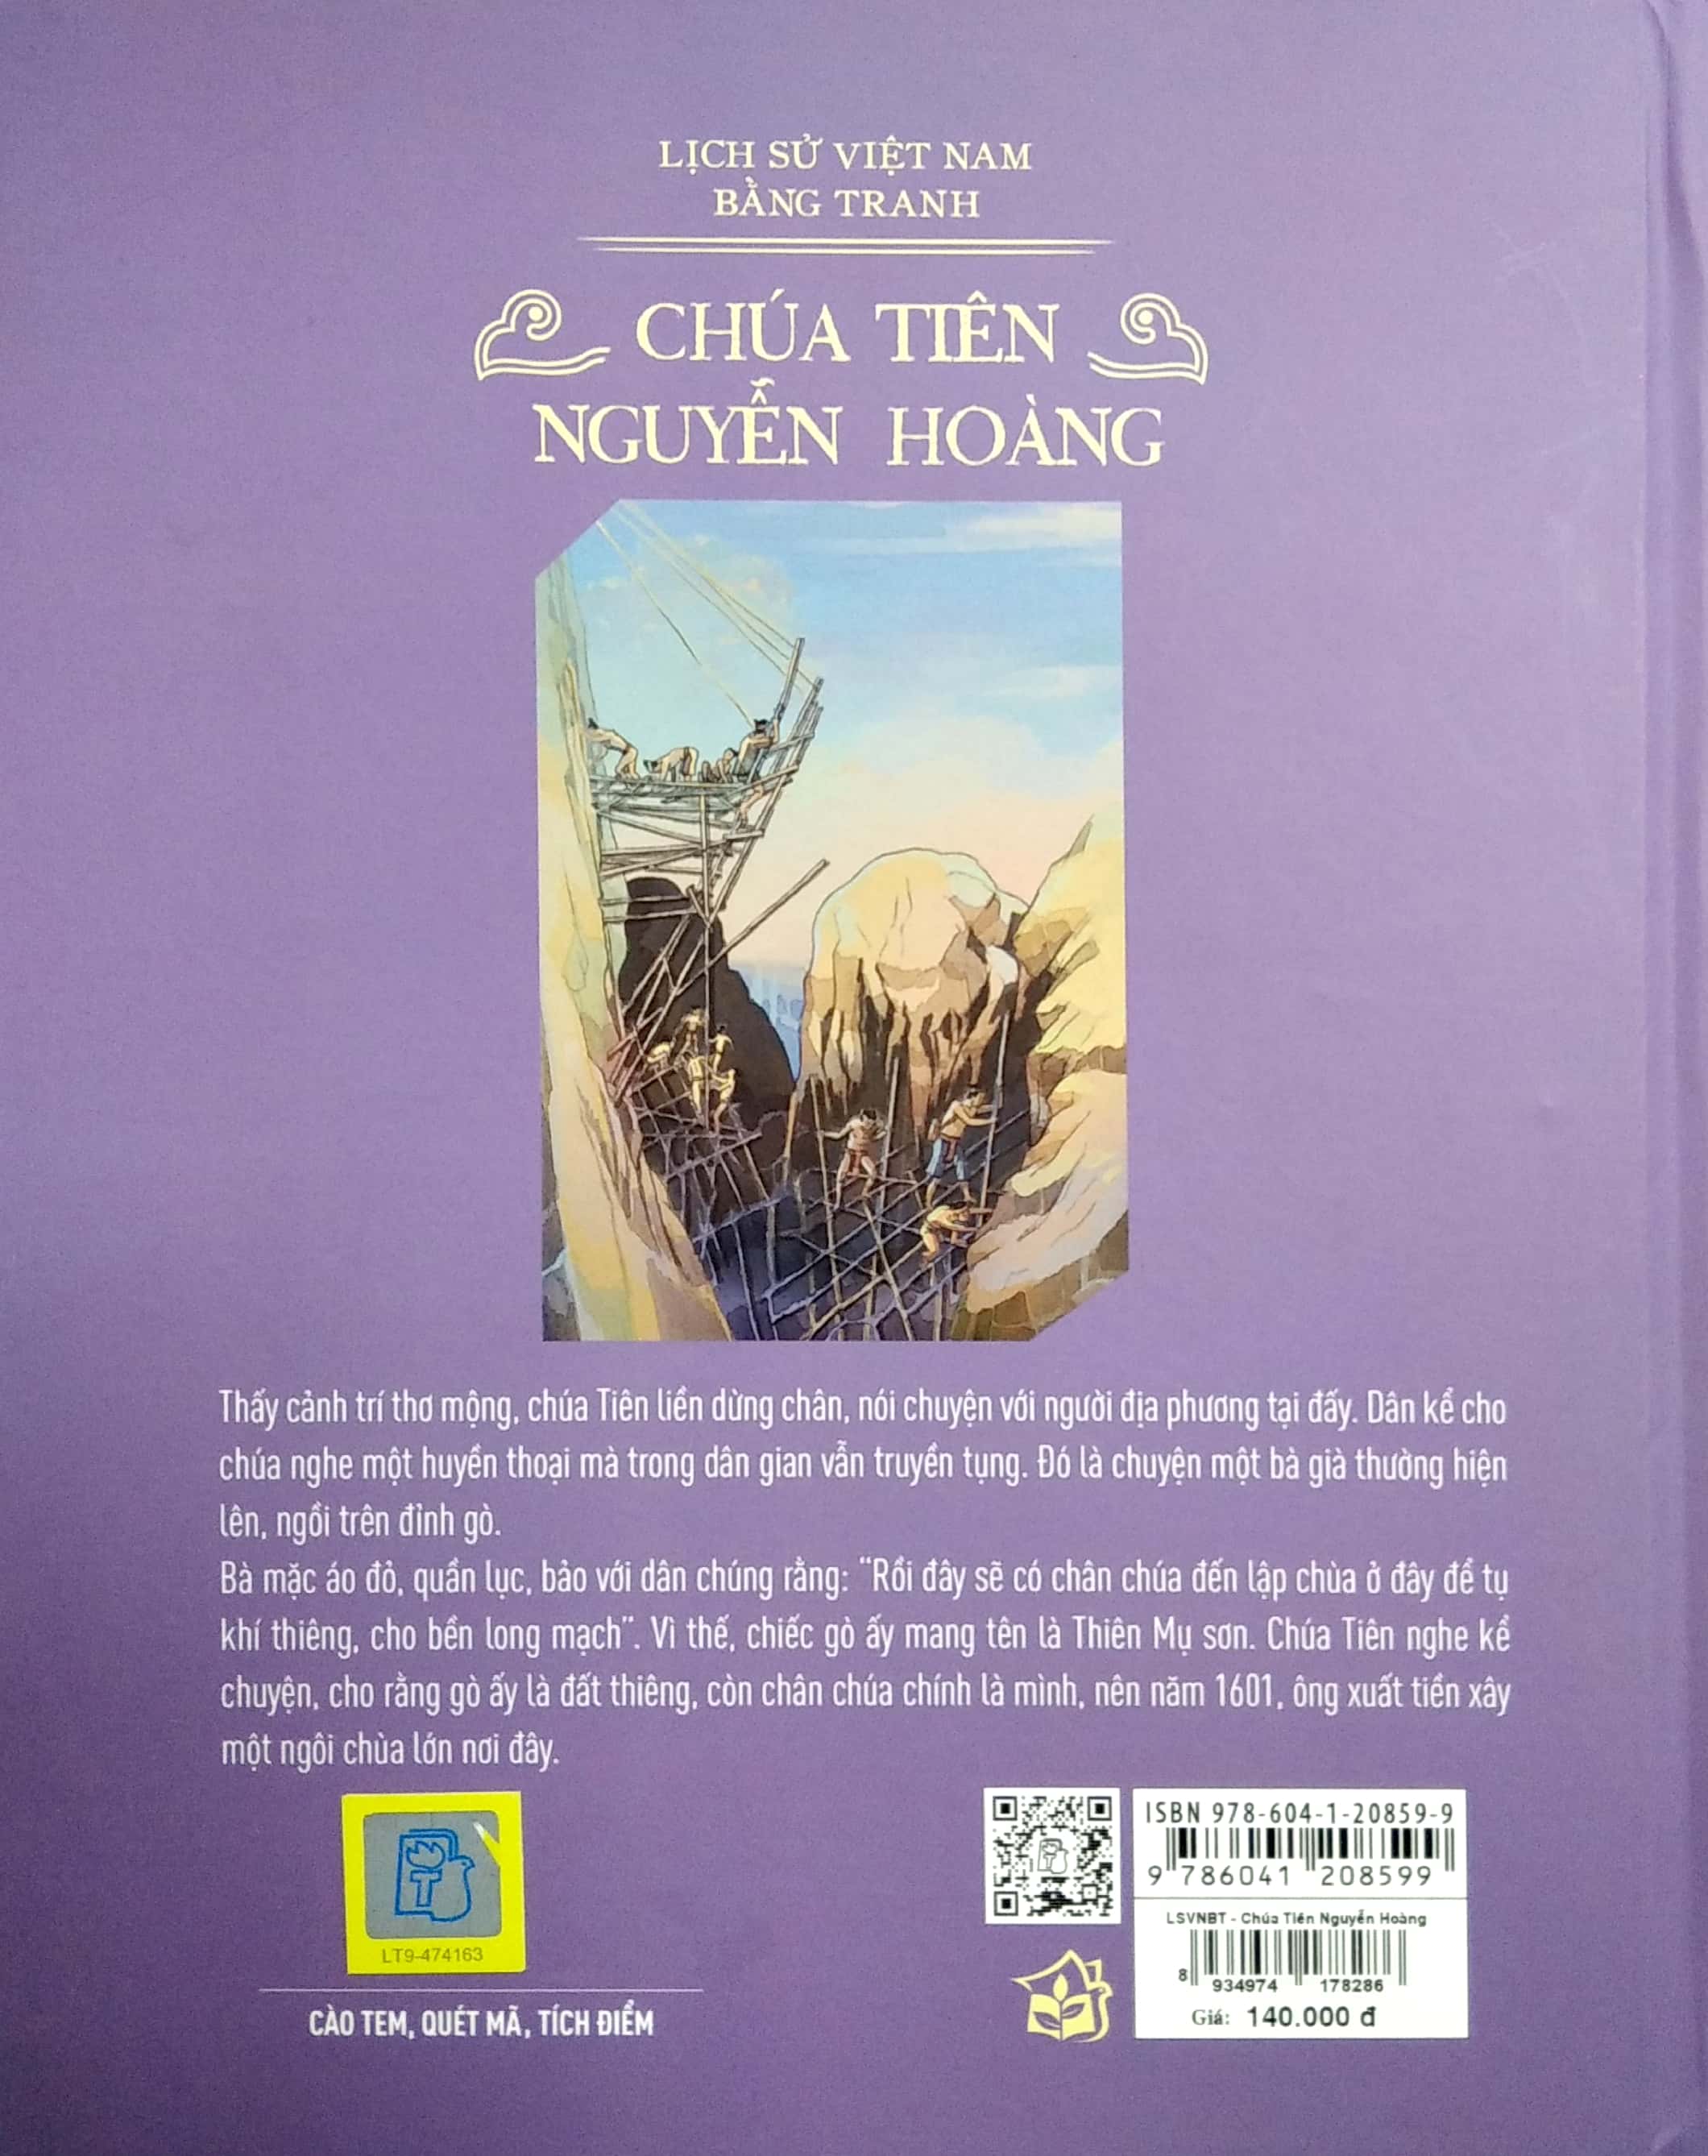 LỊCH SỬ VIỆT NAM
BẰNG TRANH
CHÚA TIÊN
NGUYỄN HOÀNG
Thấy cảnh trí thơ mộng, chúa Tiên liền dừng chân, nói chuyện với người địa phương tại đấy. Dân kể cho
chúa nghe một huyền thoại mà trong dân gian vẫn truyền tụng. Đó là chuyện một bà già thường hiện
lên, ngồi trên đỉnh gò.
Bà mặc áo đỏ, quần lục, bảo với dân chúng rằng: "Rồi đây sẽ có chân chúa đến lập chùa ở đây để tụ
khí thiêng, cho bền long mạch". Vì thế, chiếc gò ấy mang tên là Thiên Mụ sơn. Chúa Tiên nghe kể
chuyện, cho rằng gò ấy là đất thiêng, còn chân chúa chính là mình, nên năm 1601, ông xuất tiền xây
một ngôi chùa lớn nơi đây.
T
LT9-474163
CÀO TEM, QUÉT MÃ, TÍCH ĐIỂM
ISBN 978-604-1-20859-9
9 786041 208599
LSVNBT - Chúa Tiên Nguyễn Hoàng
8 934974 178286
Giá: 140.000 đ